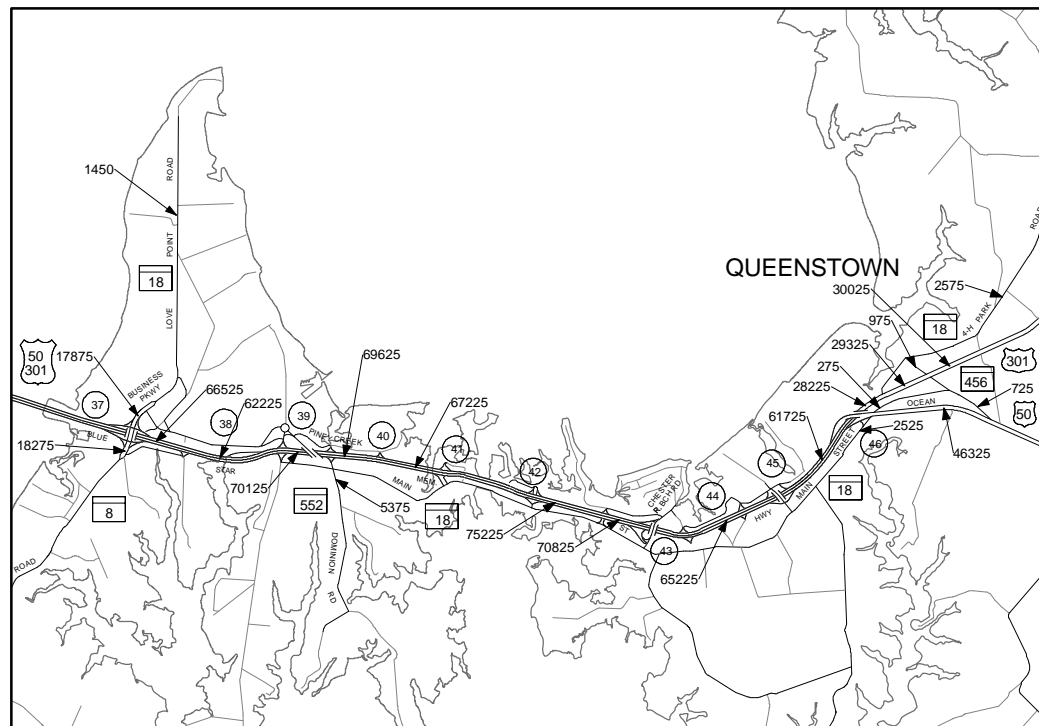 1450
ROAD
POINT
LOVE
18
50
301
17875
BUSINESS
PKWY
66525
62225
69625
67225
37
38
39
40
41
42
43
44
45
46
BLUE
STAR
MEM.
HWY
PINEY CREEK
MAIN
ST
18275
8
ROAD
70125
552
5375
DOMINION
RD
18
75225
70825
CHESTER
R. BCH RD
65225
61725
MAIN
STREET
2525
18
46325
QUEENSTOWN
30025
975
29325
275
28225
2575
ROAD
4-H PARK
18
301
456
725
50
OCEAN